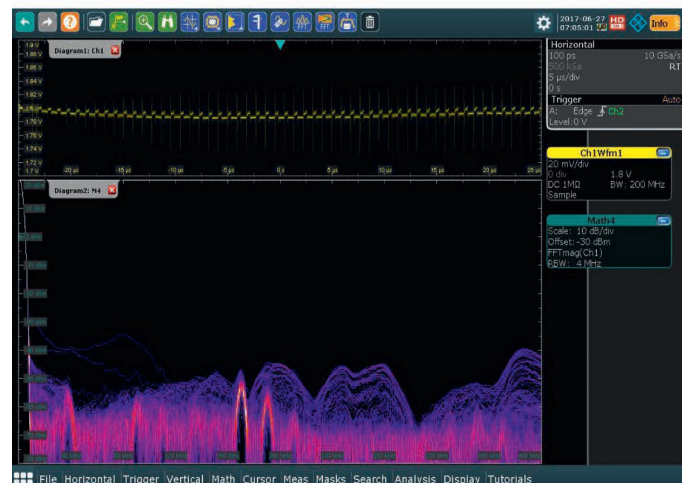 2017-06-27
07:05:01
HD
Info
Horizontal
100 ps 10 GSa/s
500 kSa RT
5 µs/div
0 s
Trigger Auto
A: Edge Ch2
Level: 0 V
Diagram1: Ch1
1.9 V
1.88 V
1.86 V
1.84 V
1.82 V
1.78 V
1.76 V
1.74 V
1.72 V
1.7 V
-20 µs -15 µs -10 µs -5 µs 0 s 5 µs 10 µs 15 µs 20 µs 25 µs
Ch1Wfm1
20 mV/div
0 div 1.8 V
DC 1MΩ BW: 200 MHz
Sample
Diagram2: M4
Math4
Scale: 10 dB/div
Offset: -30 dBm
FFTmag(Ch1)
RBW: 4 MHz
File Horizontal Trigger Vertical Math Cursor Meas Masks Search Analysis Display Tutorials